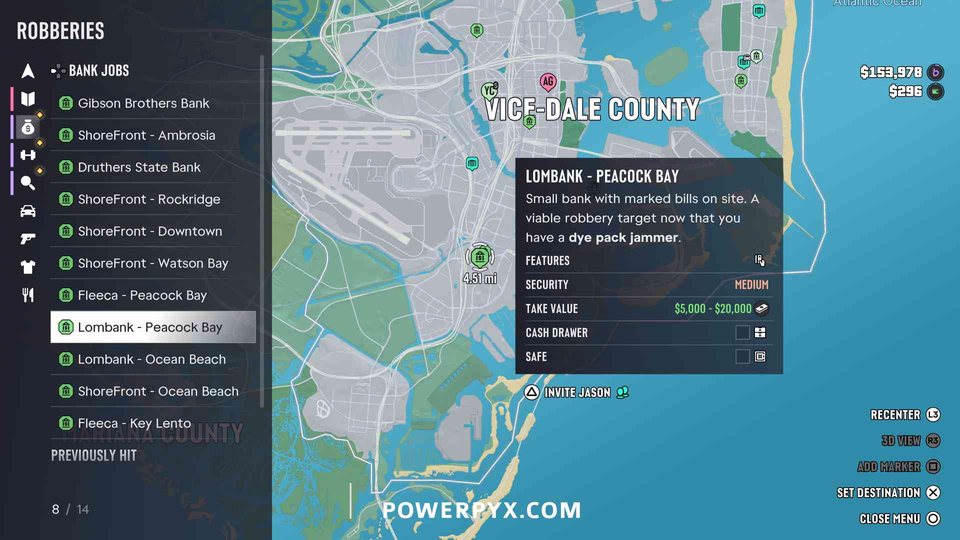 ROBBERIES
BANK JOBS
Gibson Brothers Bank
ShoreFront - Ambrosia
Druthers State Bank
ShoreFront - Rockridge
ShoreFront - Downtown
ShoreFront - Watson Bay
Fleeca - Peacock Bay
Lombank - Peacock Bay
Lombank - Ocean Beach
ShoreFront - Ocean Beach
Fleeca - Key Lento
MARIANA COUNTY
PREVIOUSLY HIT
8 / 14
Atlantic Ocean
$153,978
$296
YC
AG
VICE-DALE COUNTY
4.51 mi
LOMBANK - PEACOCK BAY
Small bank with marked bills on site. A
viable robbery target now that you
have a dye pack jammer.
FEATURES
SECURITY MEDIUM
TAKE VALUE $5,000 - $20,000
CASH DRAWER
SAFE
INVITE JASON
RECENTER L3
3D VIEW R3
ADD MARKER
SET DESTINATION
CLOSE MENU
POWERPYX.COM